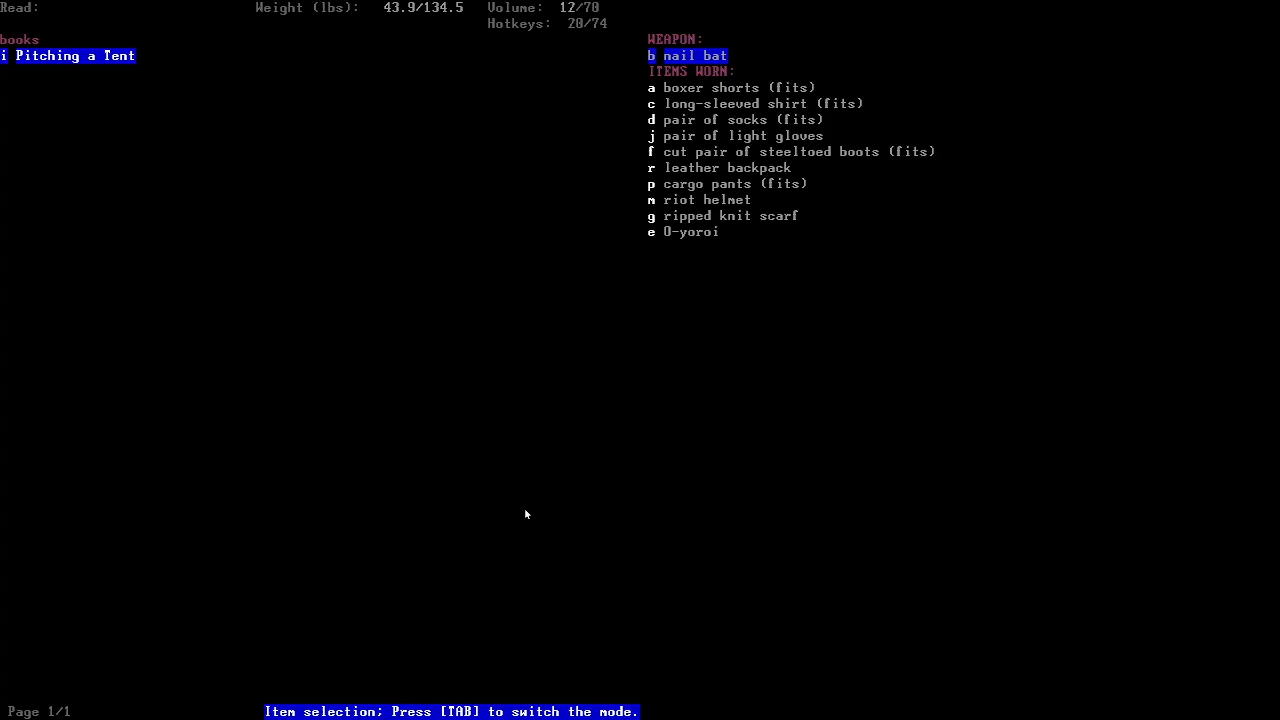 Read: Weight (lbs): 43.9/134.5 Volume: 12/70
Hotkeys: 20/74
books
i Pitching a Tent
WEAPON:
b nail bat
ITEMS WORN:
a boxer shorts (fits)
c long-sleeved shirt (fits)
d pair of socks (fits)
j pair of light gloves
f cut pair of steeltoed boots (fits)
r leather backpack
p cargo pants (fits)
m riot helmet
g ripped knit scarf
e O-yoroi
Page 1/1 Item selection; Press [TAB] to switch the mode.